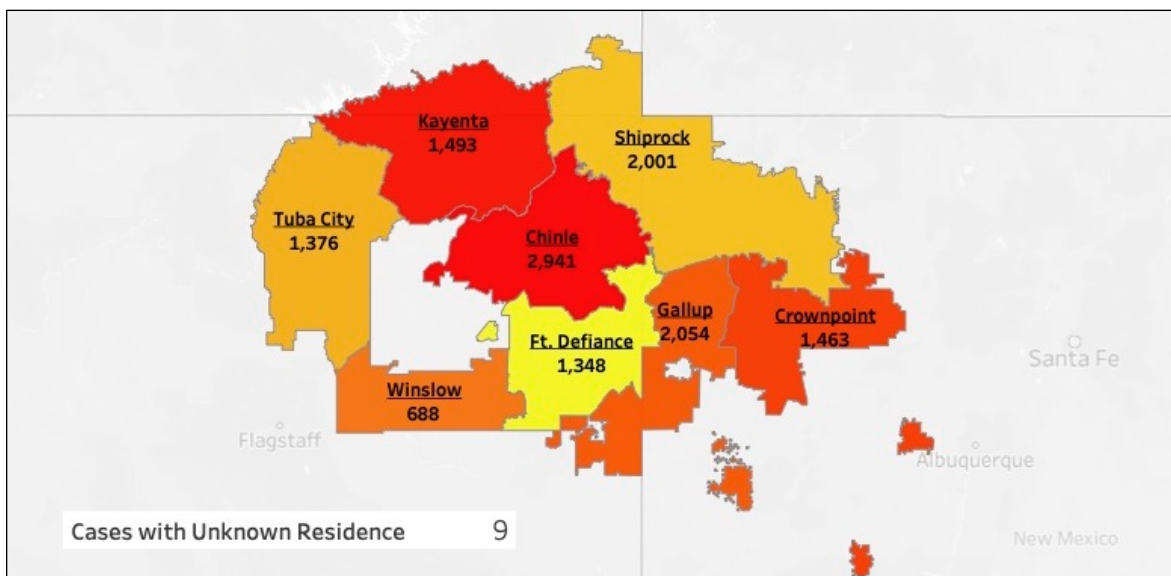 Kayenta
1,493
Shiprock
2,001
Tuba City
1,376
Chinle
2,941
Gallup
2,054
Crownpoint
1,463
Ft. Defiance
1,348
Santa Fe
Winslow
688
Flagstaff
Albuquerque
Cases with Unknown Residence 9
New Mexico